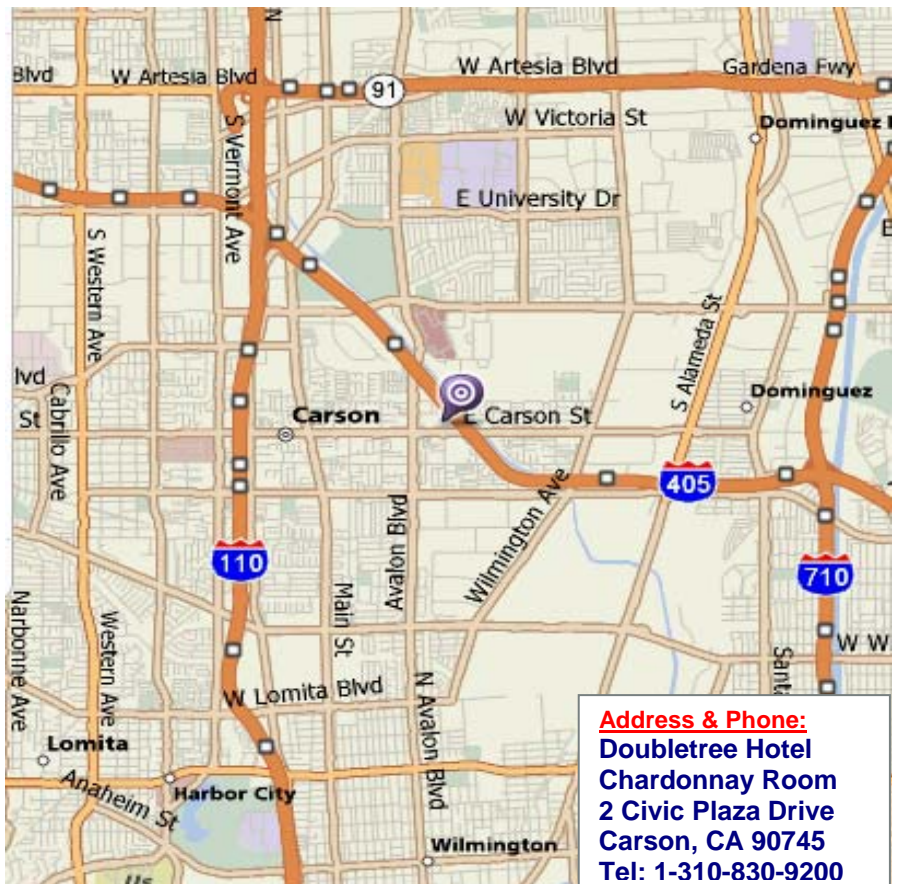 Blvd
W Artesia Blvd
W Artesia Blvd
Gardena Fwy
91
S Vermont Ave
W Victoria St
Dominguez
E University Dr
S Western Ave
S Alameda St
lvd
St
Cabrillo Ave
Carson
E Carson St
Dominguez
405
Avalon Blvd
Wilmington Ave
110
710
Main St
Narbonne Ave
Western Ave
W W
Santa
W Lomita Blvd
N Avalon Blvd
Lomita
Anaheim St
Harbor City
Wilmington
Us
Address & Phone:
Doubletree Hotel
Chardonnay Room
2 Civic Plaza Drive
Carson, CA 90745
Tel: 1-310-830-9200